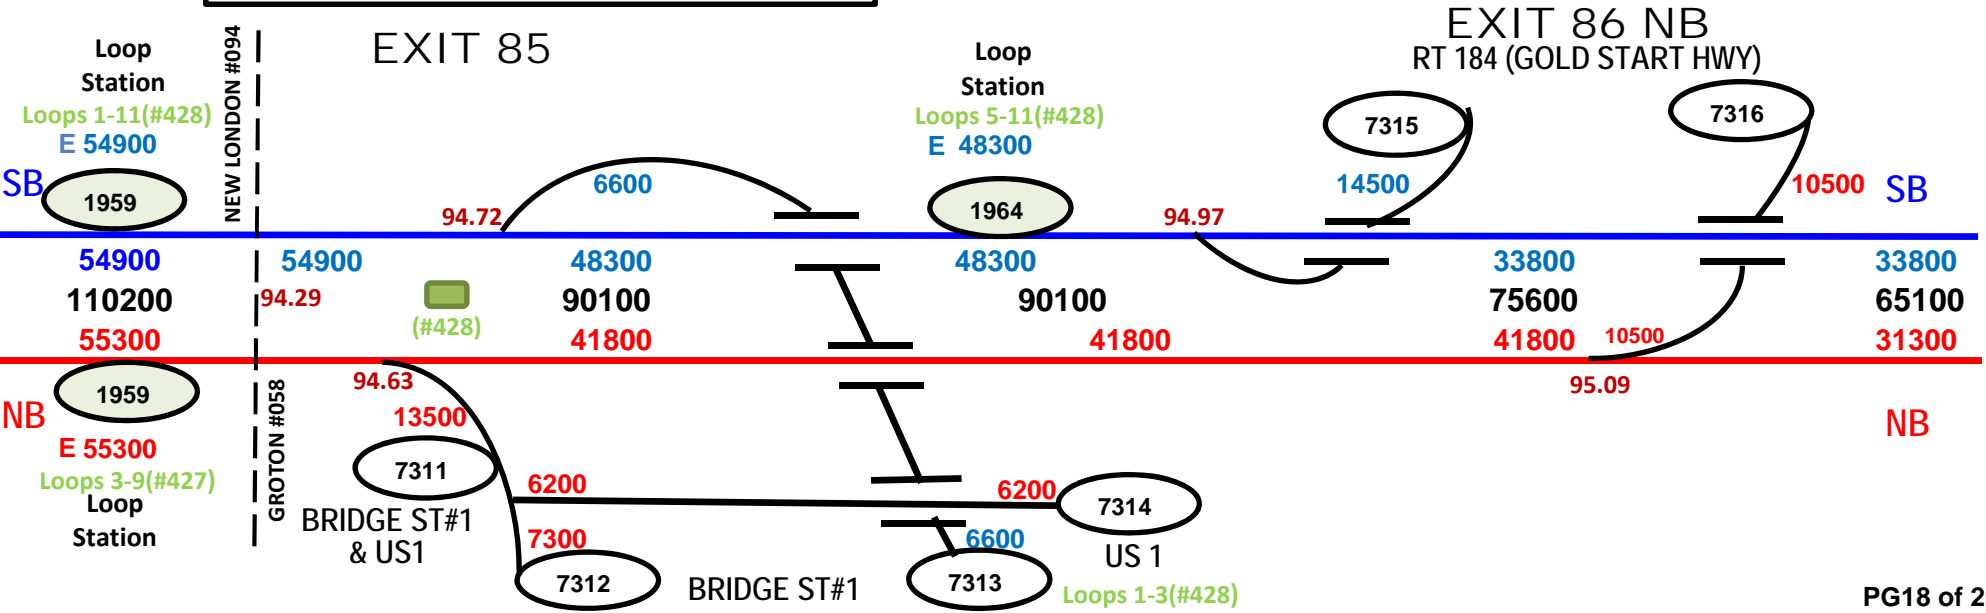 EXIT 85
EXIT 86 NB
RT 184 (GOLD START HWY)
Loop
Station
Loops 1-11(#428)
E 54900
SB
1959
NEW LONDON #094
Loop
Station
Loops 5-11(#428)
E 48300
1964
7315
7316
6600
14500
10500
SB
94.72
94.97
54900
54900
48300
48300
33800
33800
110200
94.29
(#428)
90100
90100
75600
65100
55300
41800
41800
41800
10500
31300
1959
94.63
95.09
NB
E 55300
Loops 3-9(#427)
Loop
Station
GROTON #058
13500
7311
BRIDGE ST#1
& US1
6200
6200
7314
US 1
7300
7312
BRIDGE ST#1
6600
7313
Loops 1-3(#428)
NB
PG18 of 2